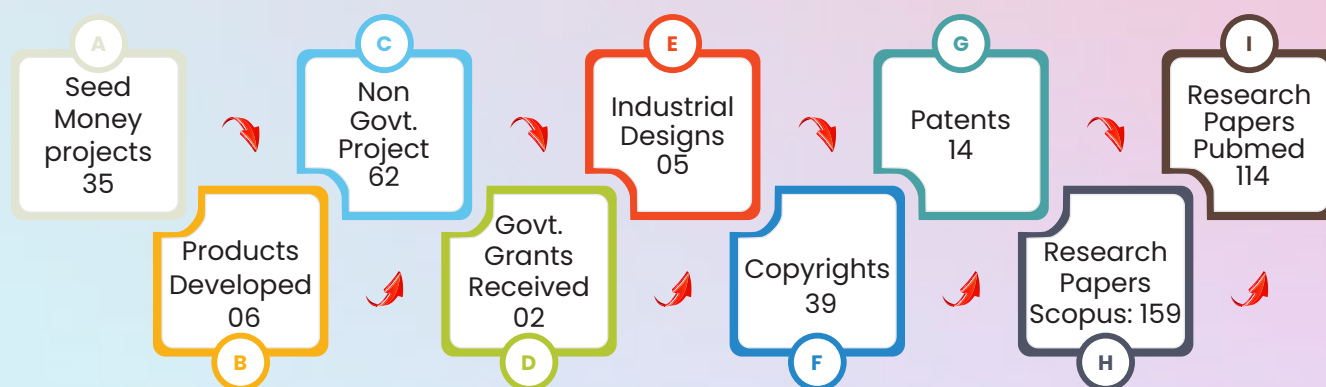 A
Seed
Money
projects
35
B
Products
Developed
06
C
Non
Govt.
Project
62
D
Govt.
Grants
Received
02
E
Industrial
Designs
05
F
Copyrights
39
G
Patents
14
H
Research
Papers
Scopus: 159
I
Research
Papers
Pubmed
114